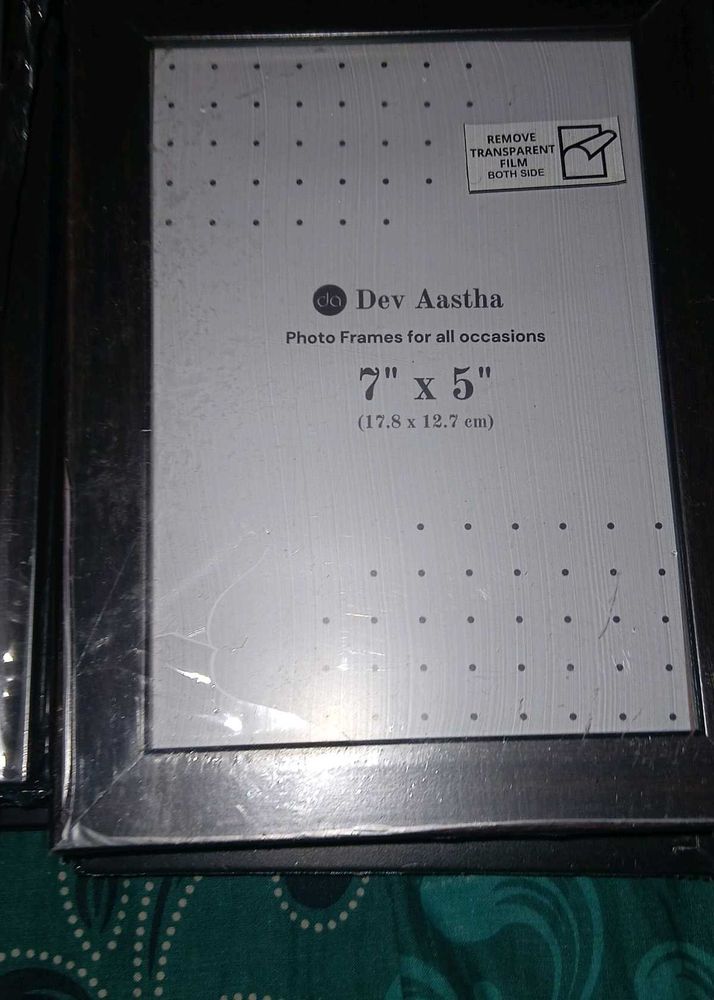 REMOVE
TRANSPARENT
FILM
BOTH SIDE
da Dev Aastha
Photo Frames for all occasions
7" x 5"
(17.8 x 12.7 cm)